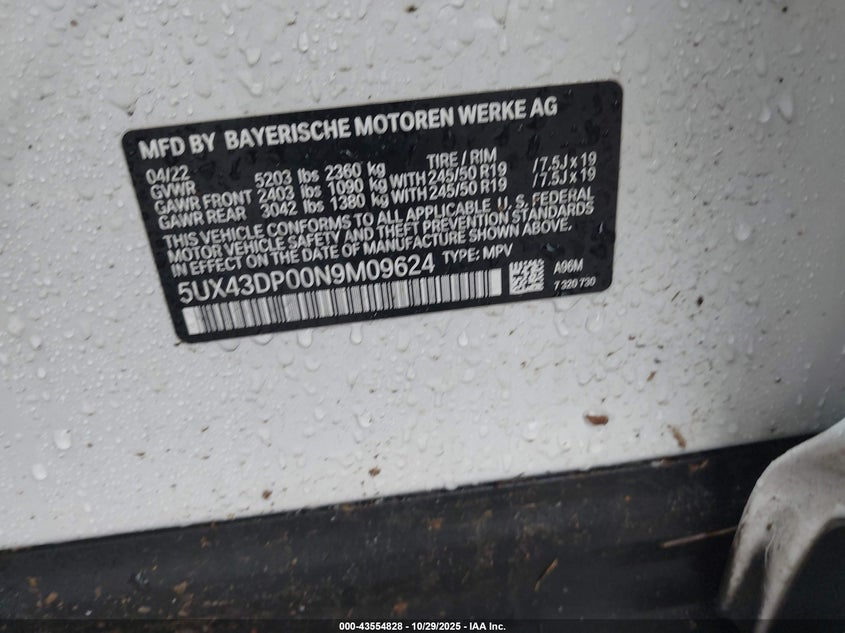 MFD BY BAYERISCHE MOTOREN WERKE AG
04/22 TIRE / RIM
GVWR 5203 lbs 2360 kg
GAWR FRONT 2403 lbs 1090 kg WITH 245/50 R19 /7.5J x 19
GAWR REAR 3042 lbs 1380 kg WITH 245/50 R19 /7.5J x 19
THIS VEHICLE CONFORMS TO ALL APPLICABLE U. S. FEDERAL
MOTOR VEHICLE SAFETY AND THEFT PREVENTION STANDARDS
IN EFFECT ON THE DATE OF MANUFACTURE SHOWN ABOVE.
5UX43DP00N9M09624 TYPE: MPV
A96M
7 320 730
000-43554828 - 10/29/2025 - IAA Inc.